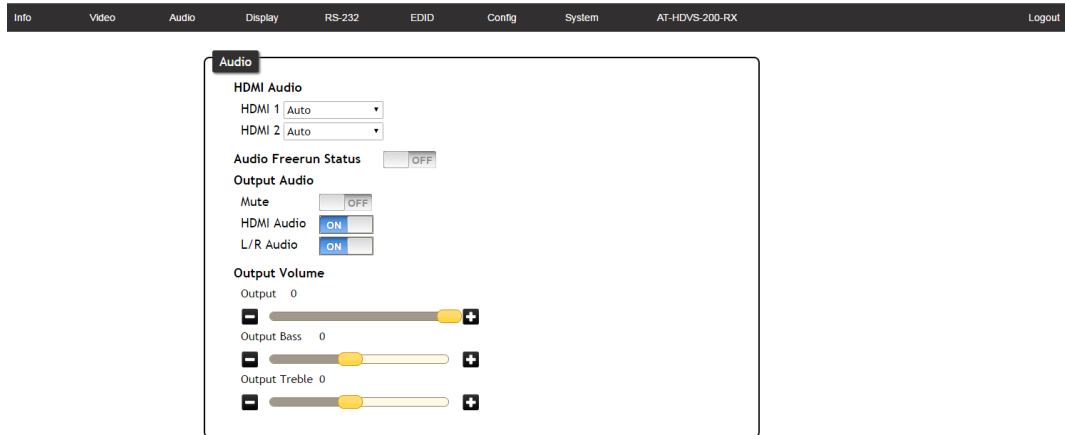 Info Video Audio Display RS-232 EDID Config System AT-HDVS-200-RX Logout
Audio
HDMI Audio
HDMI 1 Auto
HDMI 2 Auto
Audio Freerun Status OFF
Output Audio
Mute OFF
HDMI Audio ON
L/R Audio ON
Output Volume
Output 0
Output Bass 0
Output Treble 0